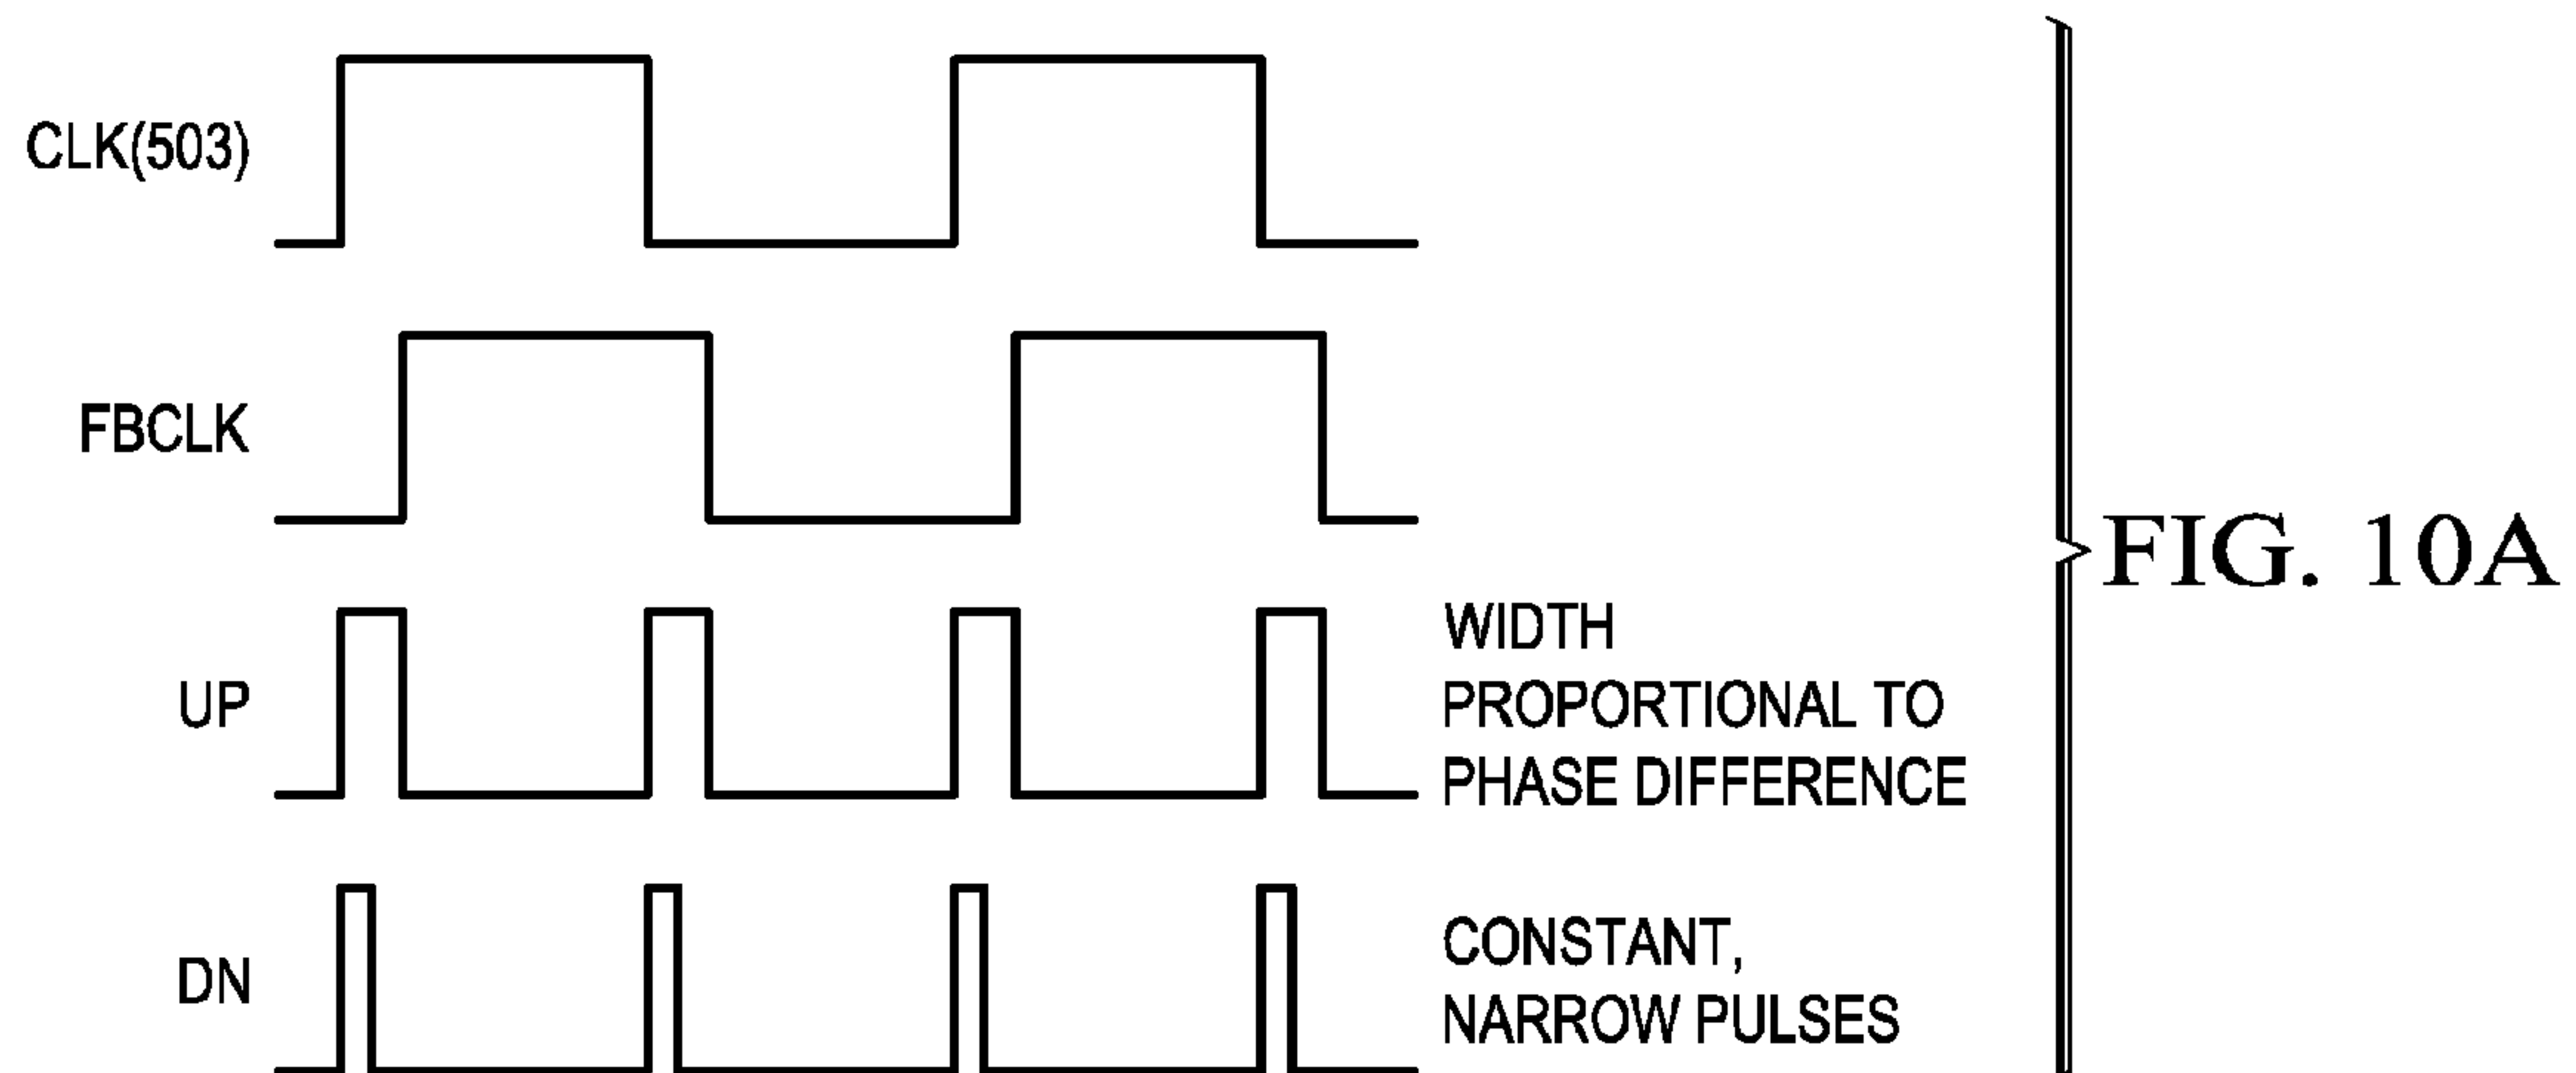 CLK(503)
FBCLK
UP
WIDTH
PROPORTIONAL TO
PHASE DIFFERENCE
DN
CONSTANT,
NARROW PULSES
FIG. 10A